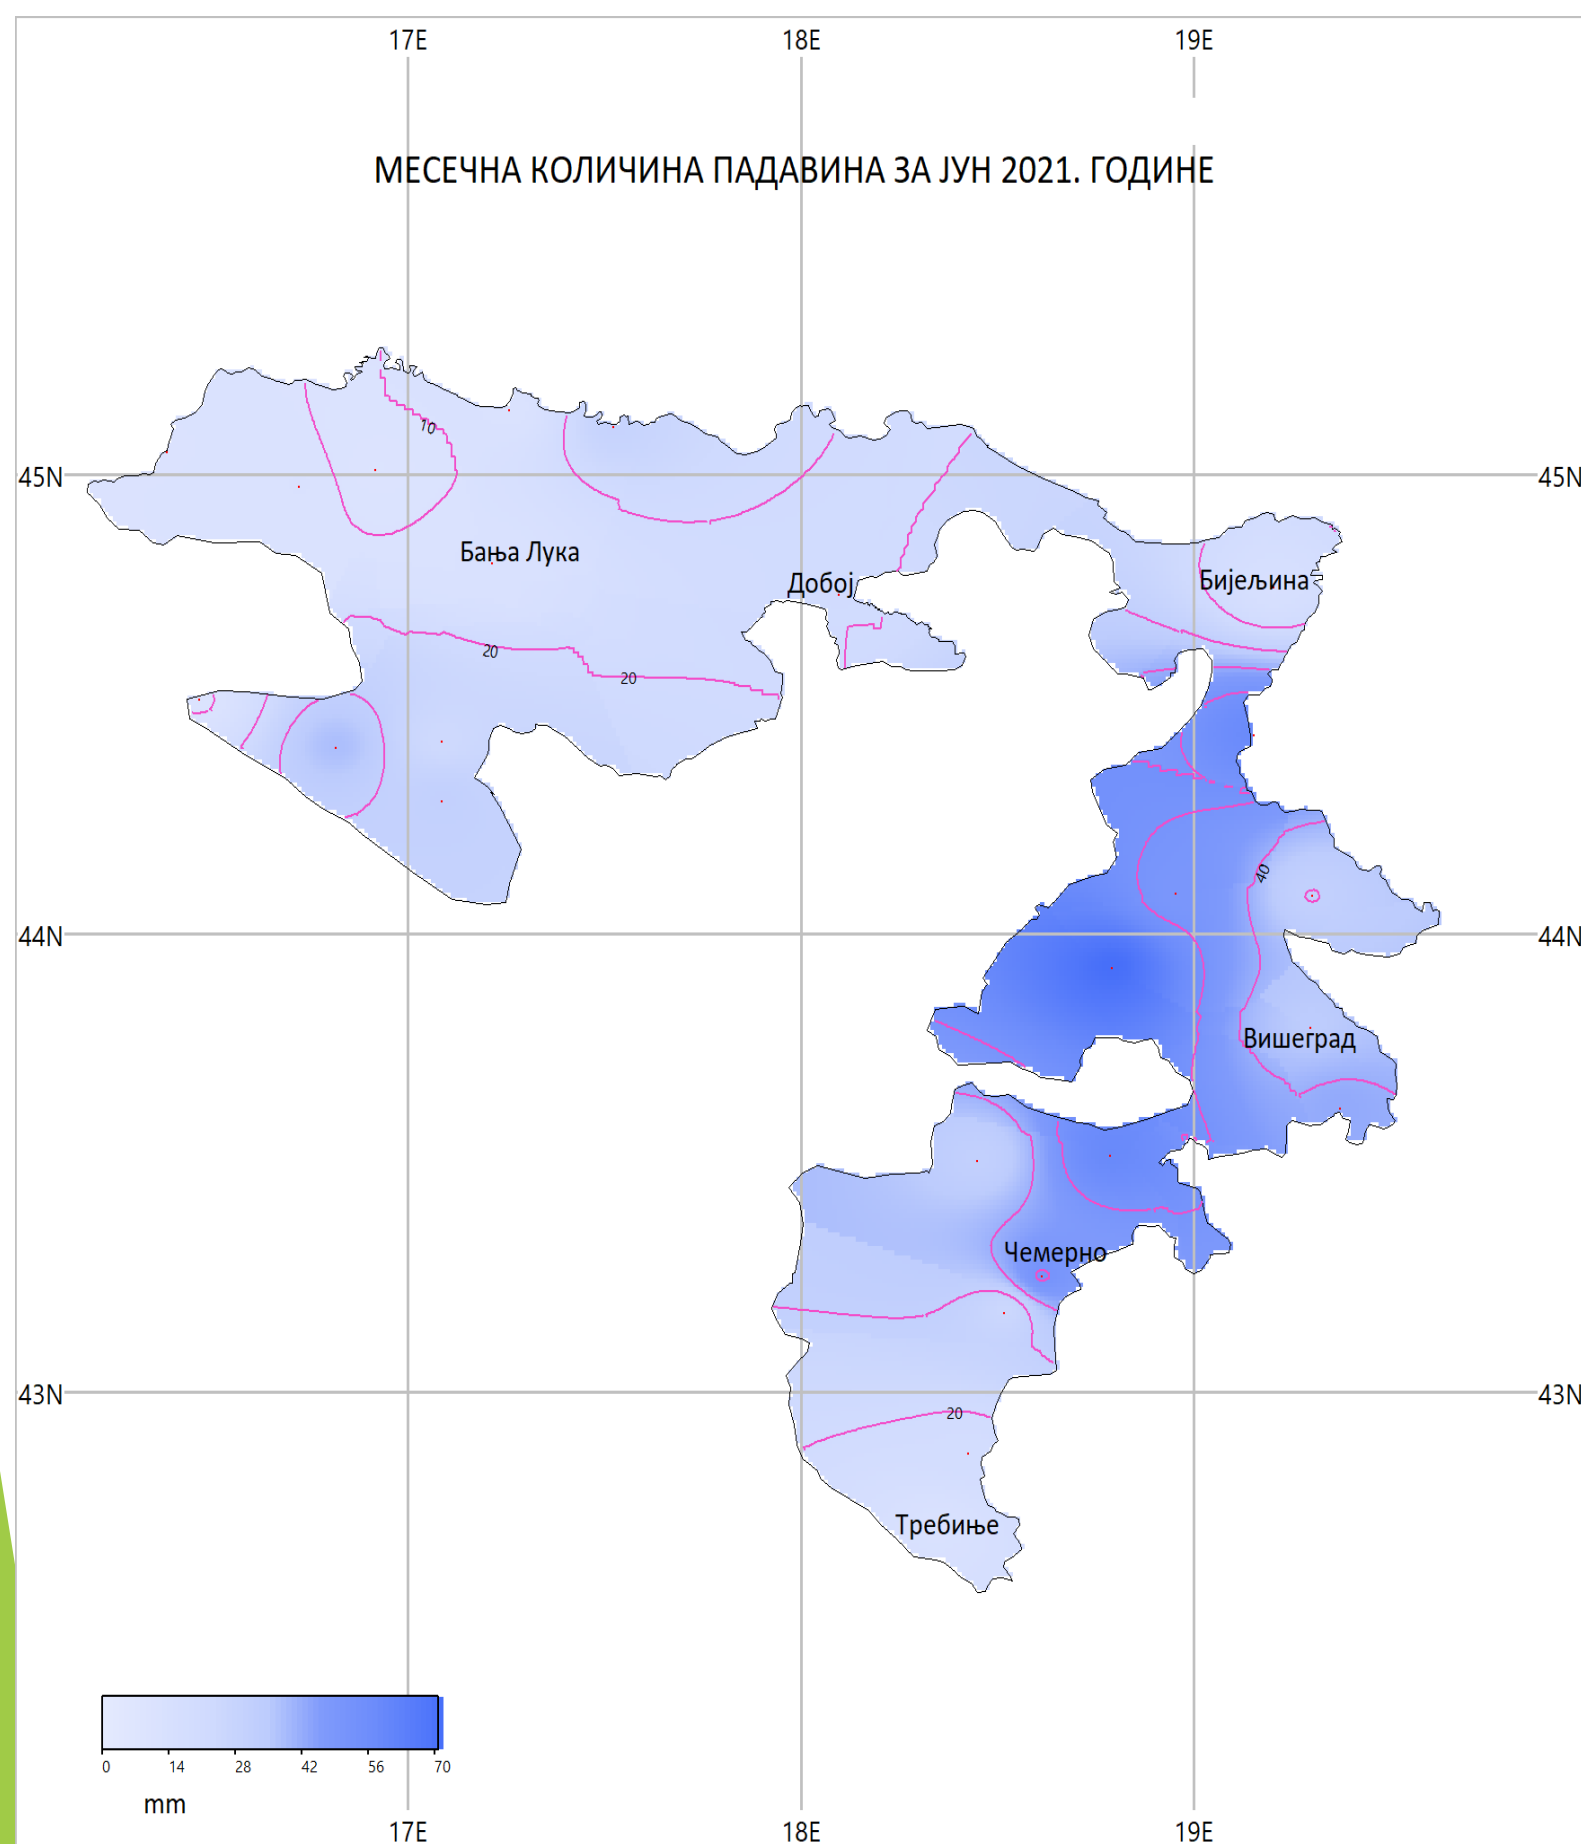 17E 18E 19E
МЕСЕЧНА КОЛИЧИНА ПАДАВИНА ЗА ЈУН 2021. ГОДИНЕ
10
45N 45N
Бања Лука
Добој
Бијељина
20
20
40
44N 44N
Вишеград
Чемерно
43N 43N
20
Требиње
0 14 28 42 56 70
mm
17E 18E 19E